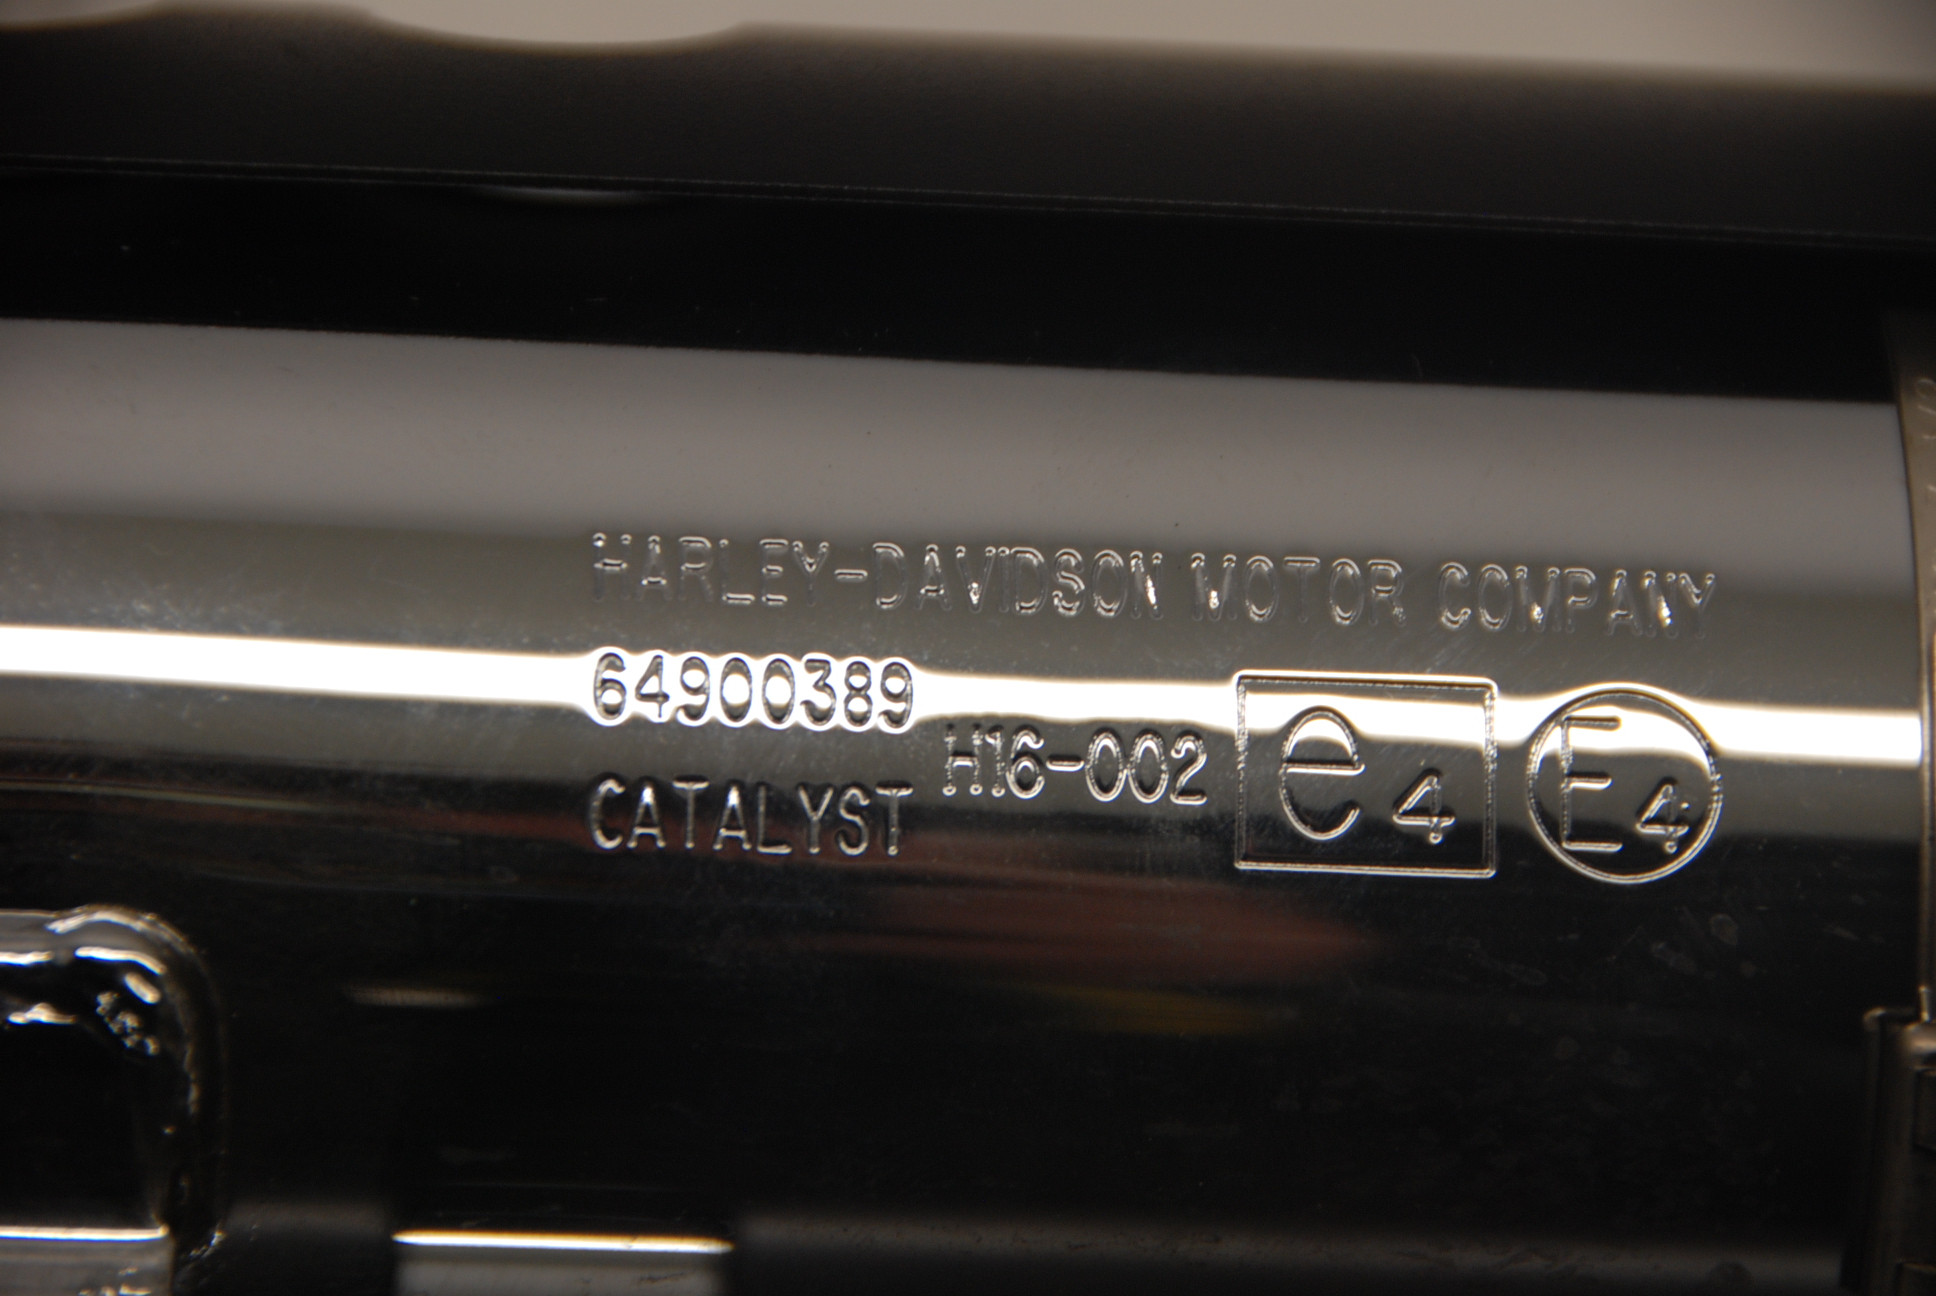 HARLEY-DAVIDSON MOTOR COMPANY
64900389
H16-002 e4 E4
CATALYST